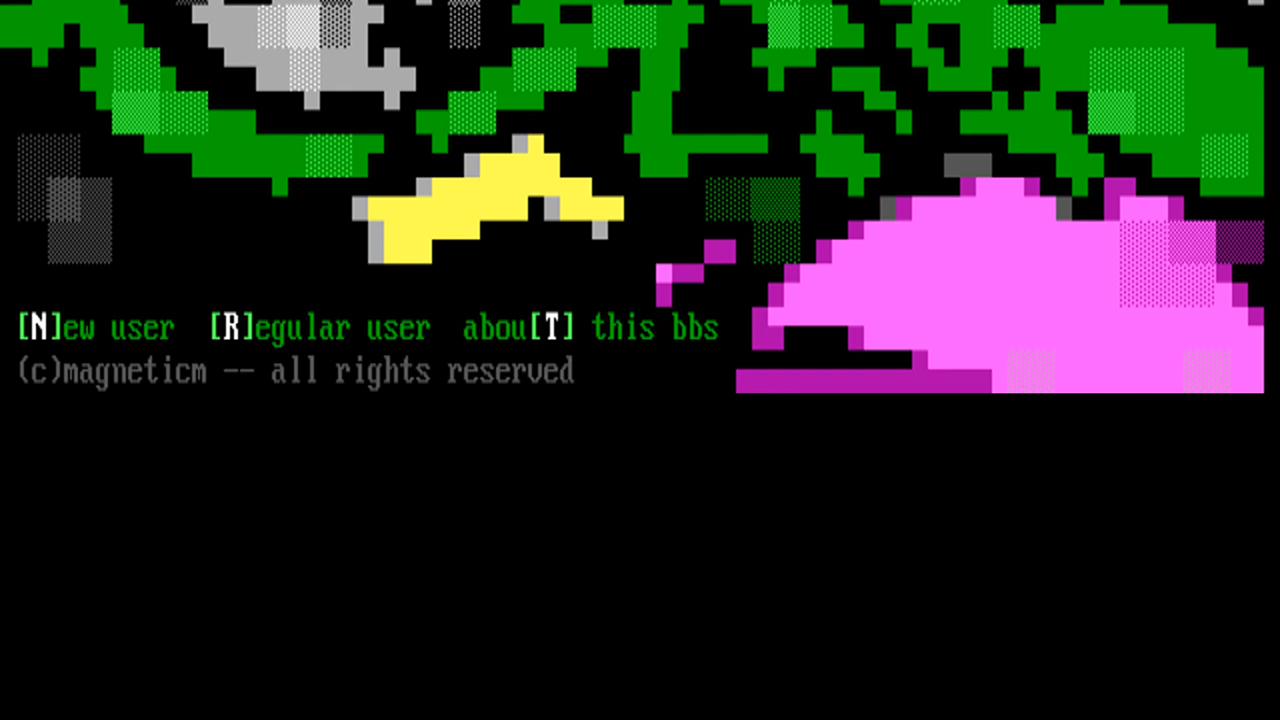 [N]ew user  [R]egular user  abou[T] this bbs
(c)magneticm -- all rights reserved